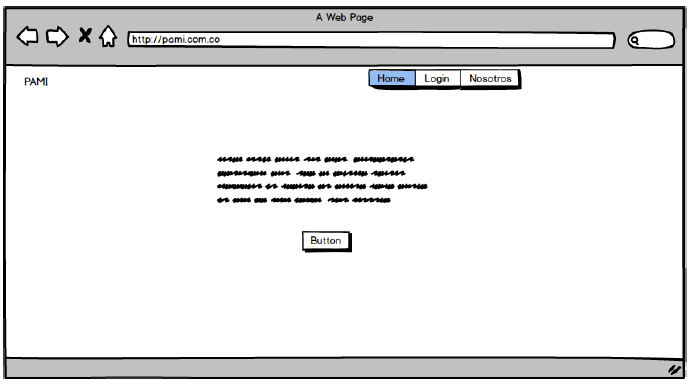 A Web Page
http://pami.com.co
PAMI
Home Login Nosotros
Button